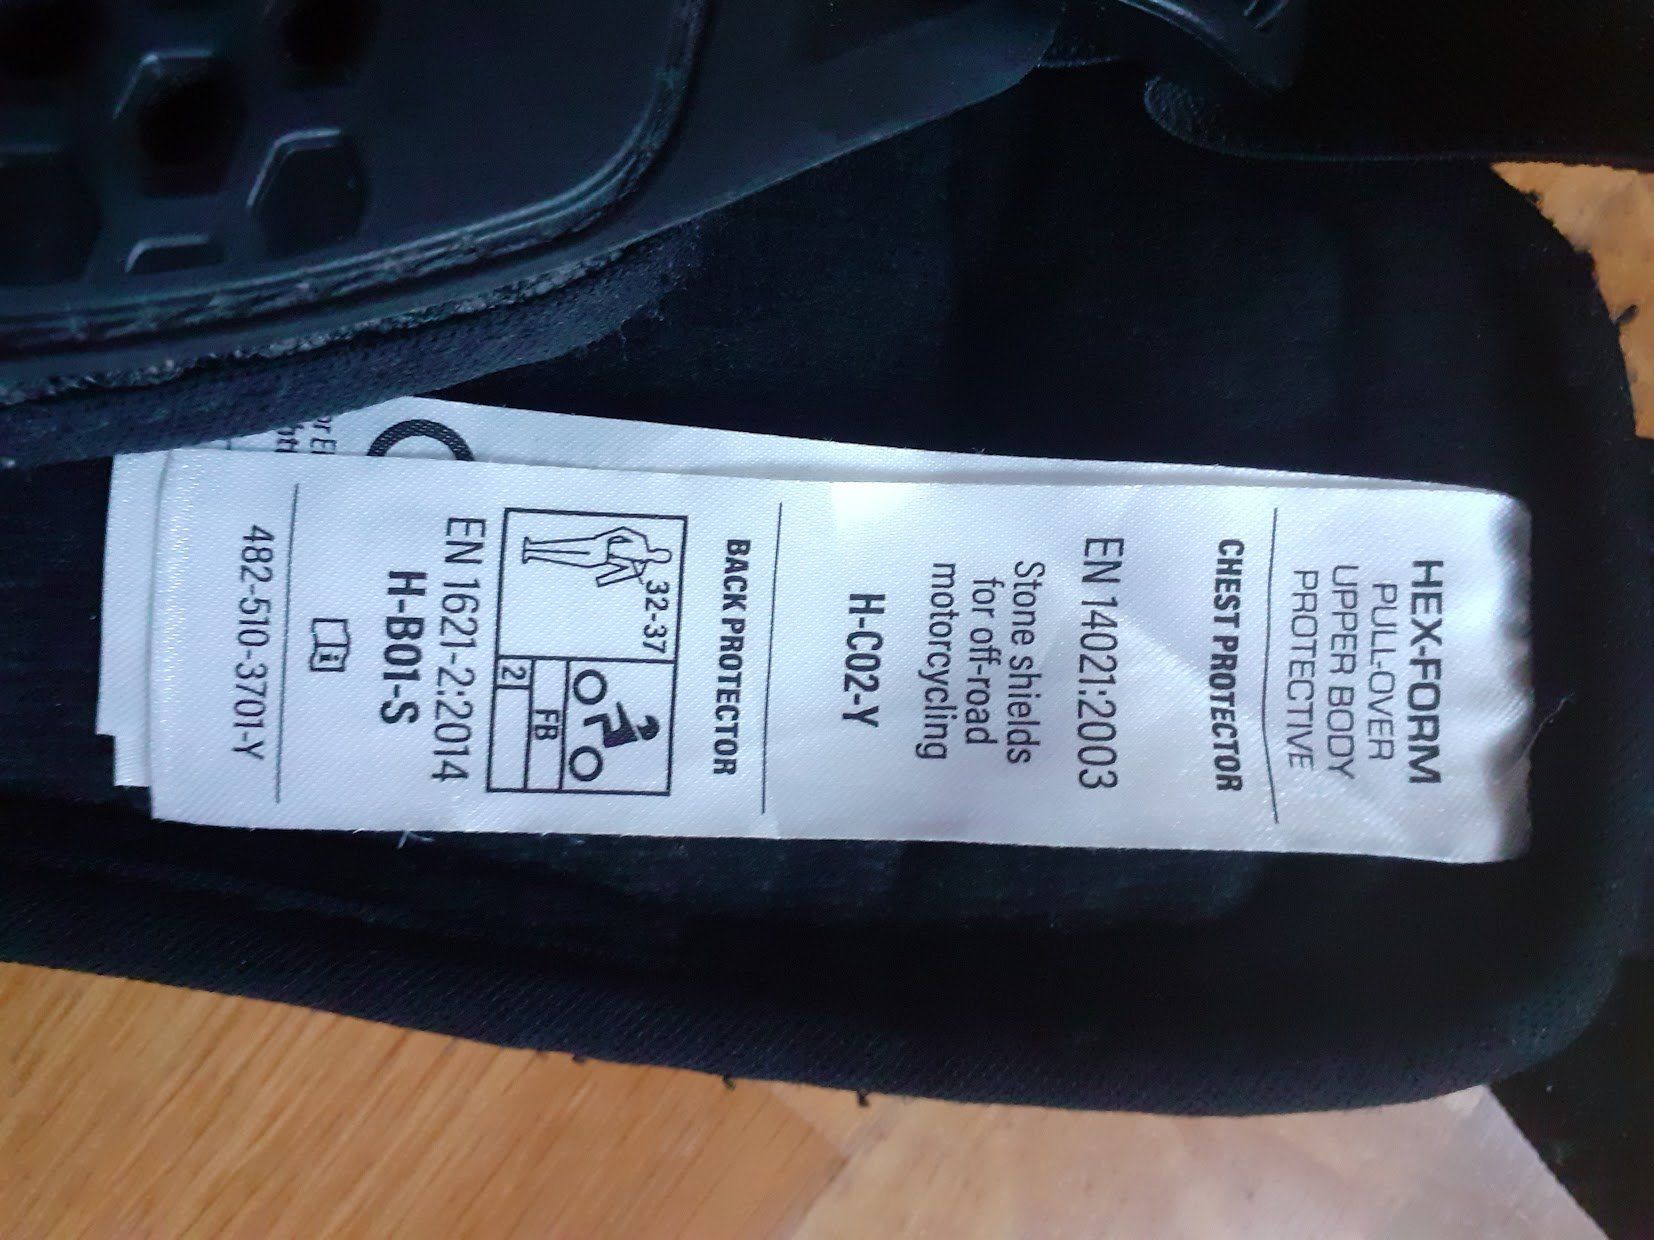 HEX-FORM
PULL-OVER
UPPER BODY
PROTECTIVE
CHEST PROTECTOR
EN 14021:2003
Stone shields
for off-road
motorcycling
H-C02-Y
BACK PROTECTOR
32-37
FB
2
EN 1621-2:2014
H-B01-S
i
482-510-3701-Y